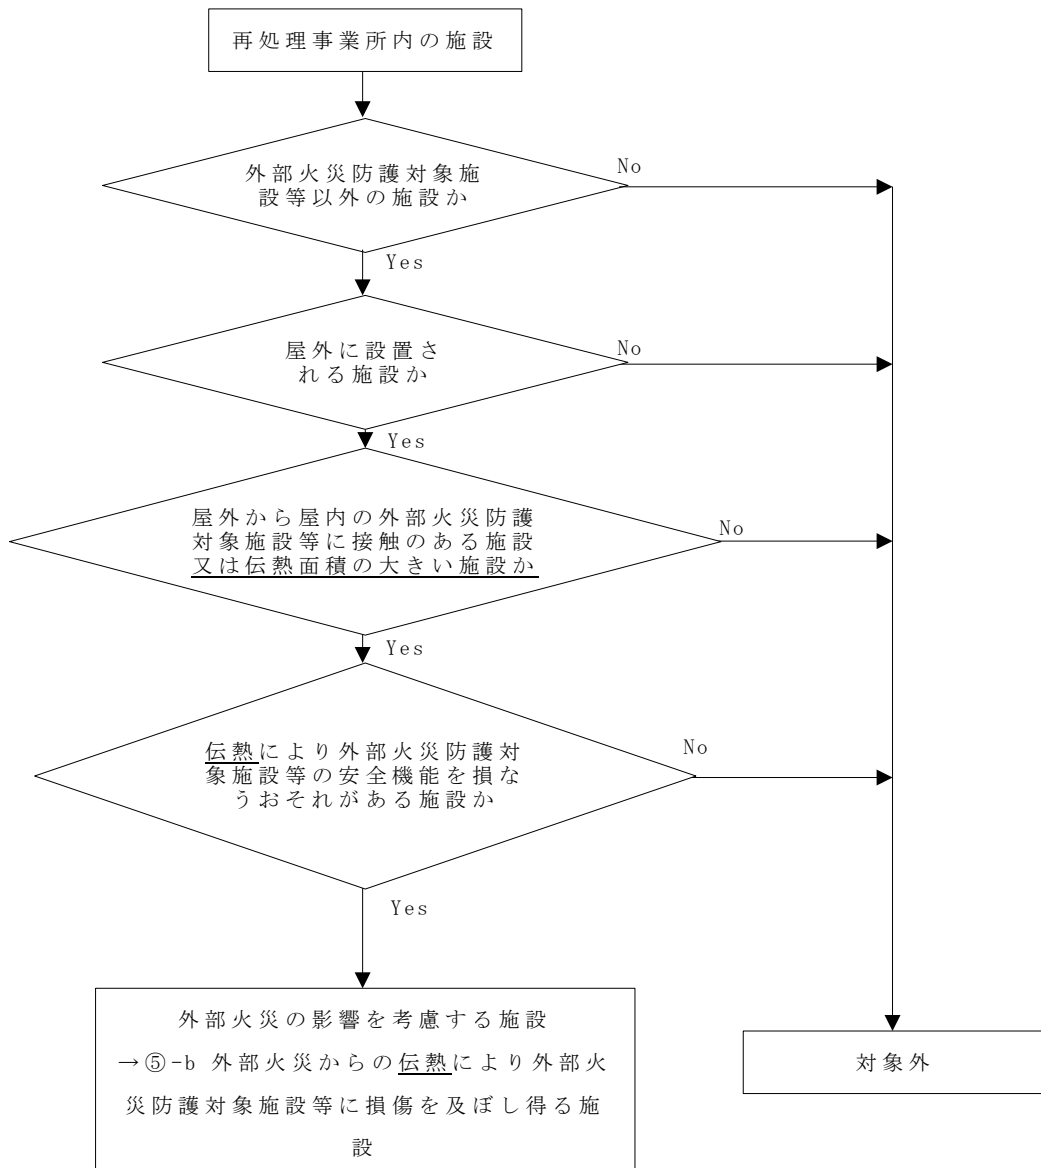 再処理事業所内の施設
外部火災防護対象施
設等以外の施設か
No
Yes
屋外に設置さ
れる施設か
No
Yes
屋外から屋内の外部火災防護
対象施設等に接触のある施設
又は伝熱面積の大きい施設か
No
Yes
伝熱により外部火災防護対
象施設等の安全機能を損な
うおそれがある施設か
No
Yes
外部火災の影響を考慮する施設
→⑤-b 外部火災からの伝熱により外部火
災防護対象施設等に損傷を及ぼし得る施
設
対象外